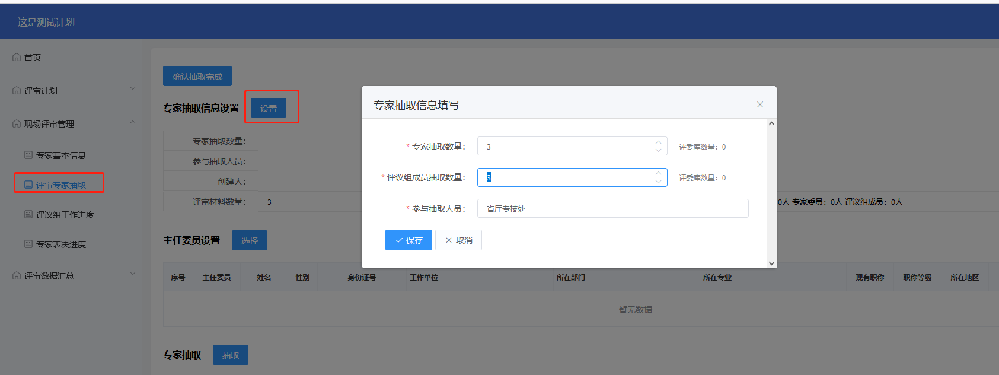 这是测试计划
首页
评审计划
现场评审管理
专家基本信息
评审专家抽取
评议组工作进度
专家表决进度
评审数据汇总
确认抽取完成
专家抽取信息设置 设置
专家抽取数量：
参与抽取人员：
创建人：
评审材料数量： 3
0人 专家委员：0人 评议组成员：0人
专家抽取信息填写
* 专家抽取数量： 3 评委库数量：0
* 评议组成员抽取数量： 3 评委库数量：0
* 参与抽取人员： 省厅专技处
保存 取消
主任委员设置 选择
序号 主任委员 姓名 性别 身份证号 工作单位 所在部门 所在专业 现有职称 职称等级 所在地区
暂无数据
专家抽取 抽取